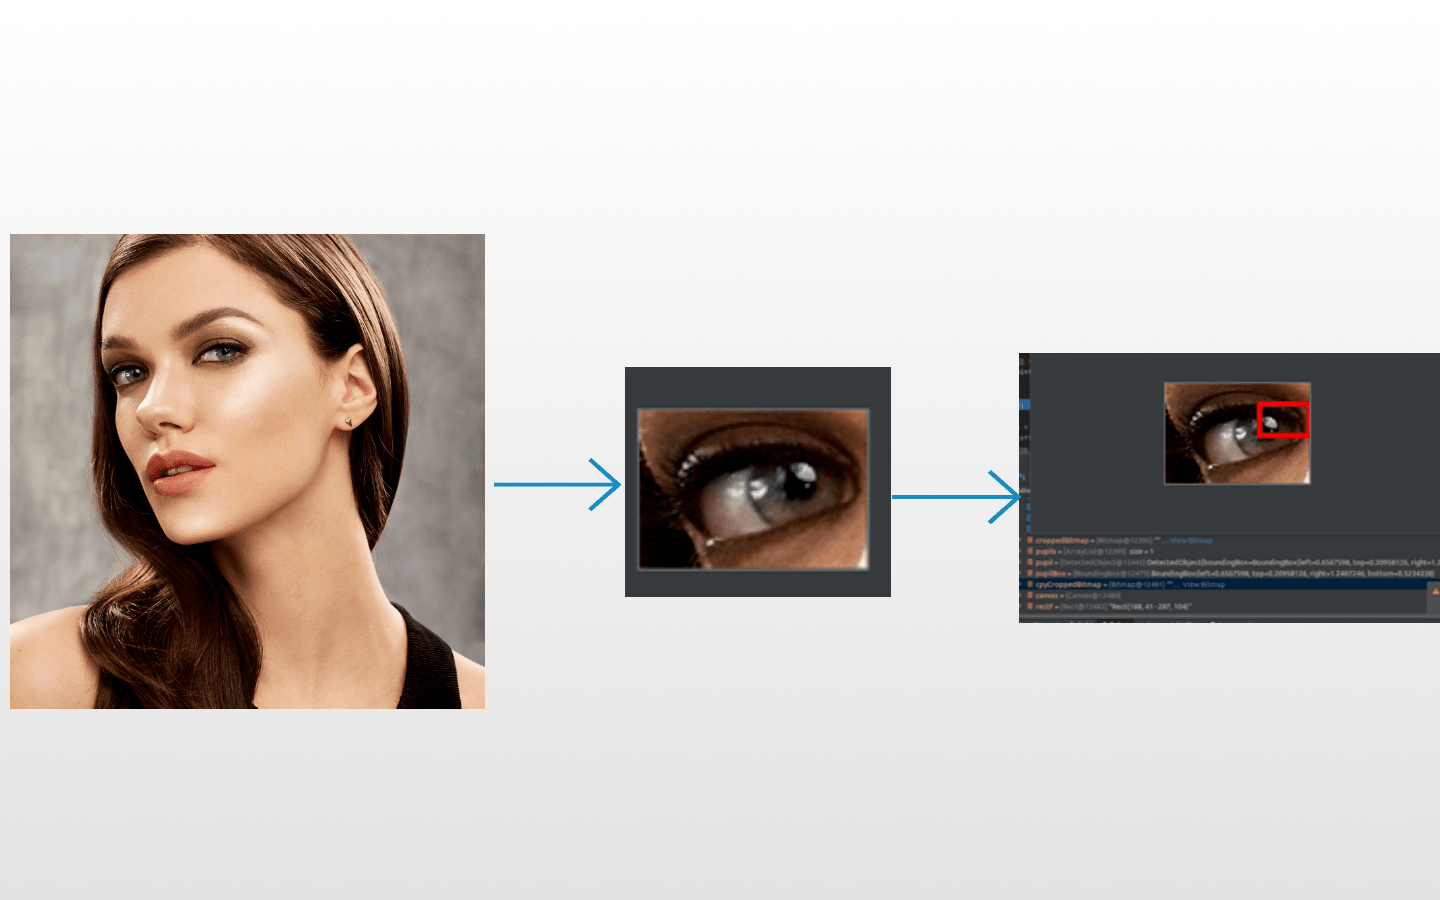 croppedBitmap = {Bitmap@12395} "" ... View Bitmap
pupils = {ArrayList@12396} size = 1
pupil = {DetectedObject@12441} DetectedObject(boundingBox=BoundingBox(left=0.6567598, top=0.20958126, right=1.2
pupilBox = {BoundingBox@12479} BoundingBox(left=0.6567598, top=0.20958126, right=1.2467246, bottom=0.5234338)
cpyCroppedBitmap = {Bitmap@12481} "" ... View Bitmap
canvas = {Canvas@12480}
rectF = {Rect@12482} "Rect(188, 41 - 287, 104)"